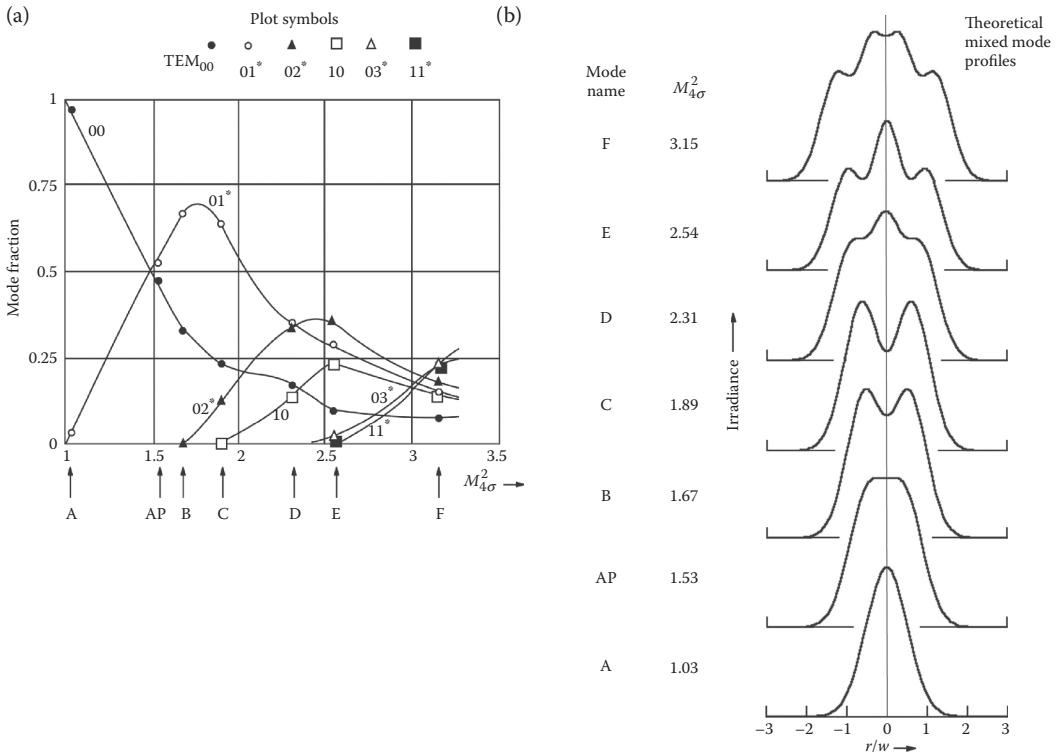 (a)
Plot symbols
TEM00 01* 02* 10 03* 11*
Mode fraction
1
0.75
0.5
0.25
0
00
01*
02*
10
03*
11*
1 1.5 2 2.5 3 3.5
M²4σ
A AP B C D E F
(b)
Theoretical
mixed mode
profiles
Mode
name
M²4σ
F 3.15
E 2.54
D 2.31
C 1.89
B 1.67
AP 1.53
A 1.03
Irradiance
−3 −2 −1 0 1 2 3
r/w